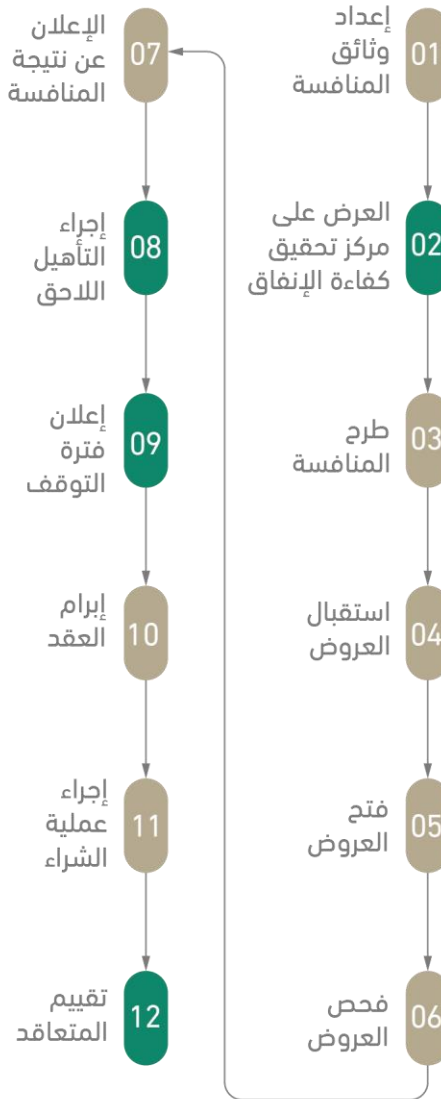 01
إعداد
وثائق
المنافسة
02
العرض على
مركز تحقيق
كفاءة الإنفاق
03
طرح
المنافسة
04
استقبال
العروض
05
فتح
العروض
06
فحص
العروض
07
الإعلان
عن نتيجة
المنافسة
08
إجراء
التأهيل
اللاحق
09
إعلان
فترة
التوقف
10
إبرام
العقد
11
إجراء
عملية
الشراء
12
تقييم
المتعاقد